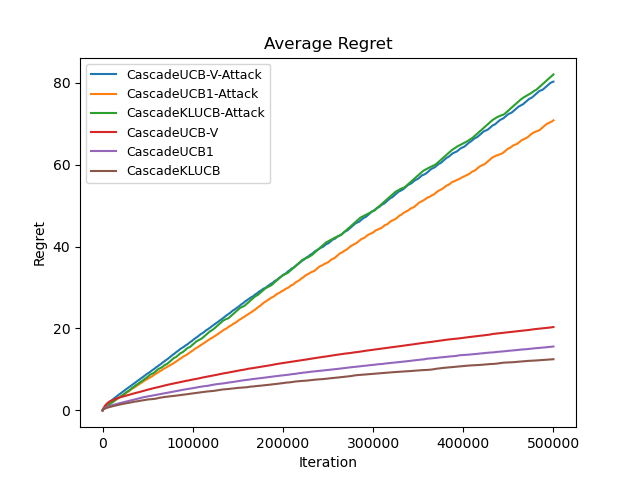 Average Regret
CascadeUCB-V-Attack
CascadeUCB1-Attack
CascadeKLUCB-Attack
CascadeUCB-V
CascadeUCB1
CascadeKLUCB
80
60
40
20
0
Regret
0 100000 200000 300000 400000 500000
Iteration